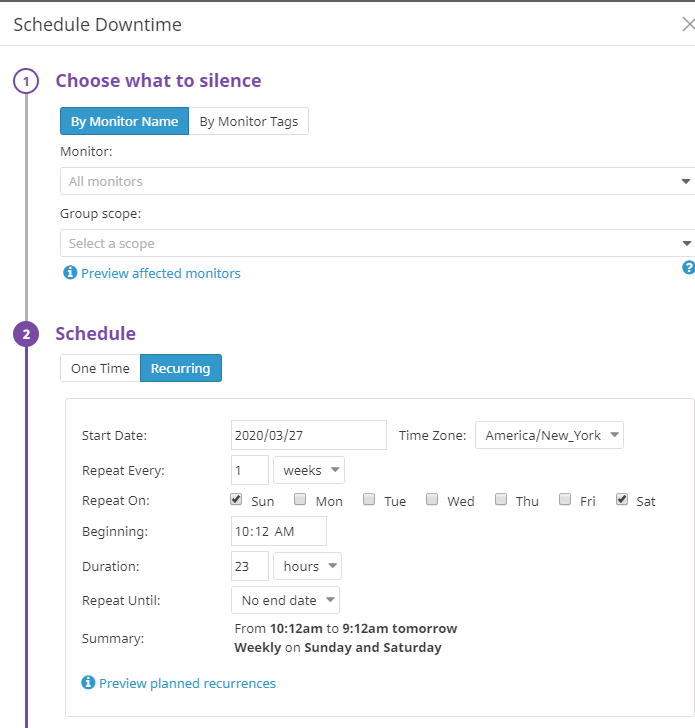 Schedule Downtime
1 Choose what to silence
By Monitor Name By Monitor Tags
Monitor:
All monitors
Group scope:
Select a scope
Preview affected monitors
2 Schedule
One Time Recurring
Start Date: 2020/03/27 Time Zone: America/New_York
Repeat Every: 1 weeks
Repeat On: Sun Mon Tue Wed Thu Fri Sat
Beginning: 10:12 AM
Duration: 23 hours
Repeat Until: No end date
Summary: From 10:12am to 9:12am tomorrow
Weekly on Sunday and Saturday
Preview planned recurrences